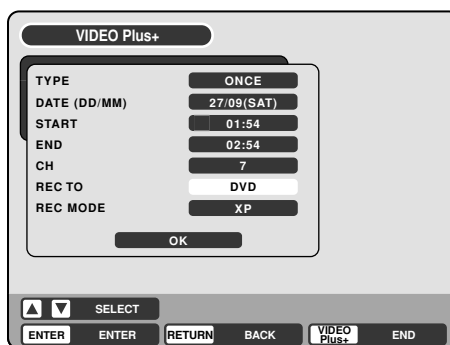 VIDEO Plus+
TYPE ONCE
DATE (DD/MM) 27/09(SAT)
START 01:54
END 02:54
CH 7
REC TO DVD
REC MODE XP
OK
SELECT
ENTER ENTER RETURN BACK VIDEO Plus+ END